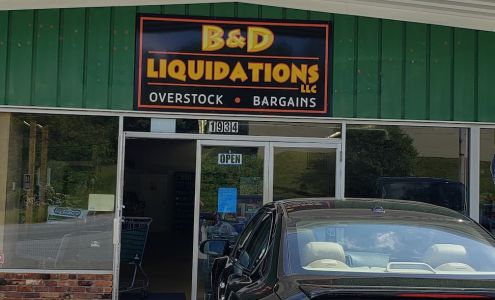 B&D
LIQUIDATIONS
LLC
OVERSTOCK • BARGAINS
1934
OPEN